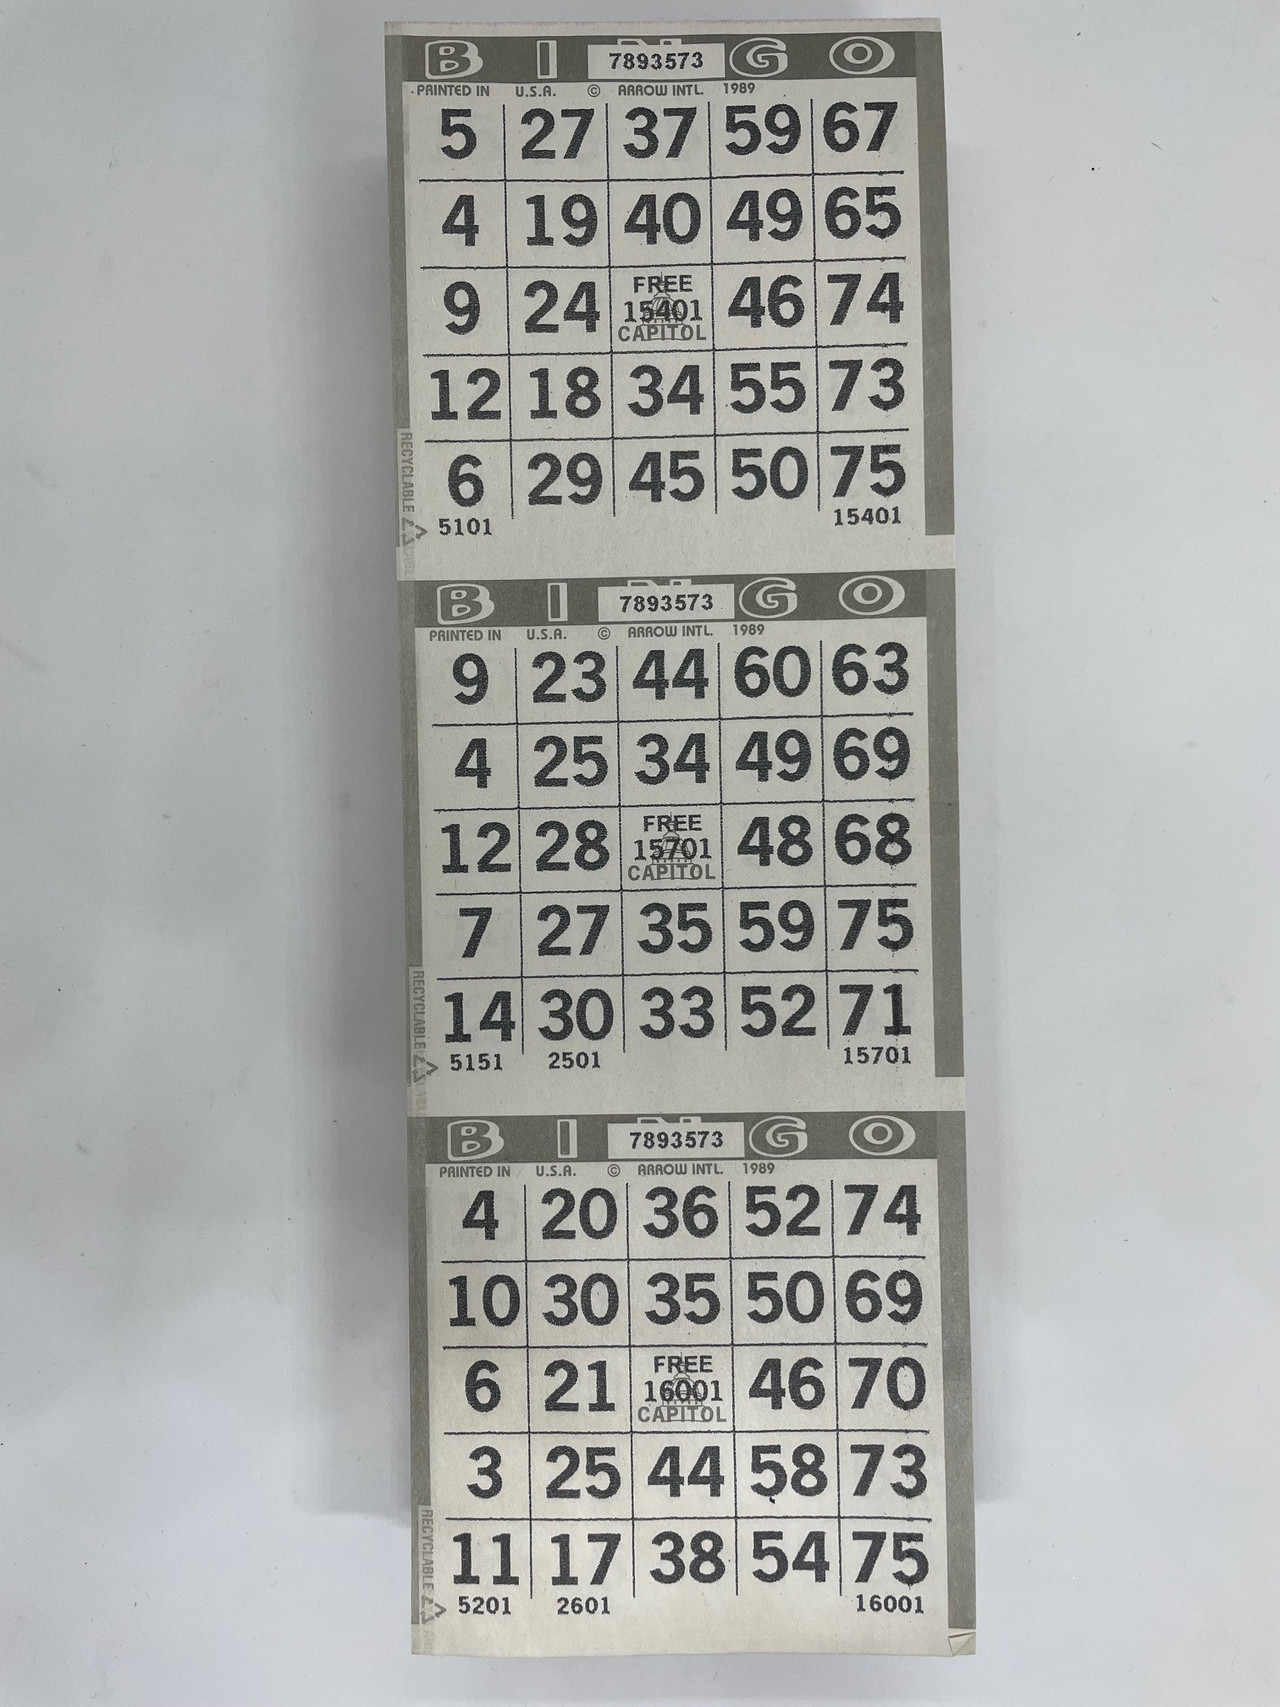 B I N G O
7893573
PRINTED IN U.S.A. © ARROW INT'L. 1989
5 27 37 59 67
4 19 40 49 65
9 24 FREE 15401 CAPITOL 46 74
12 18 34 55 73
6 29 45 50 75
5101 15401
RECYCLABLE
B I N G O
7893573
PRINTED IN U.S.A. © ARROW INT'L. 1989
9 23 44 60 63
4 25 34 49 69
12 28 FREE 15701 CAPITOL 48 68
7 27 35 59 75
14 30 33 52 71
5151 2501 15701
RECYCLABLE
B I N G O
7893573
PRINTED IN U.S.A. © ARROW INT'L. 1989
4 20 36 52 74
10 30 35 50 69
6 21 FREE 16001 CAPITOL 46 70
3 25 44 58 73
11 17 38 54 75
5201 2601 16001
RECYCLABLE